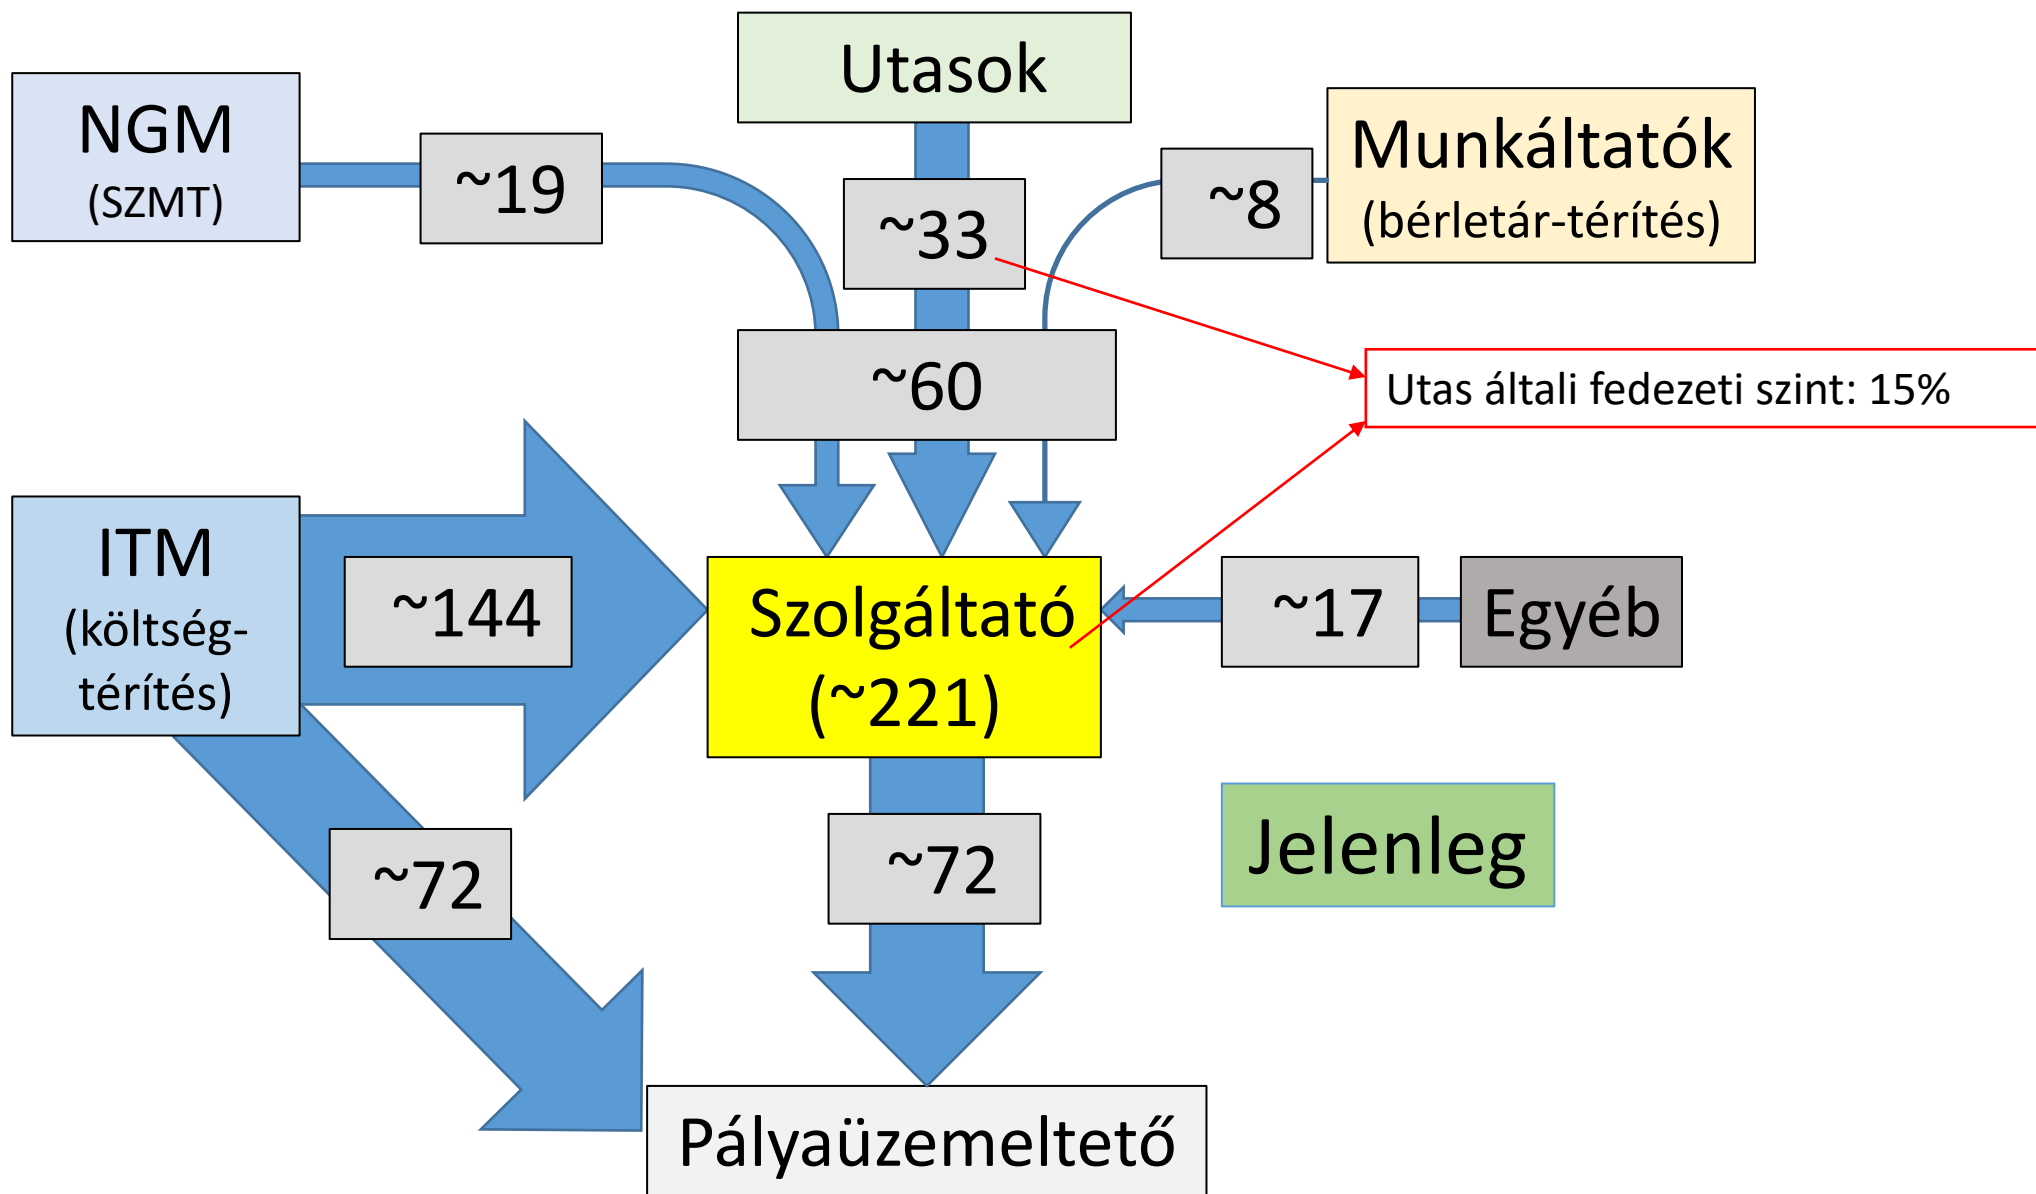 Utasok
NGM
(SZMT)
~19
~33
~8
Munkáltatók
(bérletár-térítés)
~60
Utas általi fedezeti szint: 15%
ITM
(költség-
térítés)
~144
Szolgáltató
(~221)
~17
Egyéb
~72
~72
Jelenleg
Pályaüzemeltető